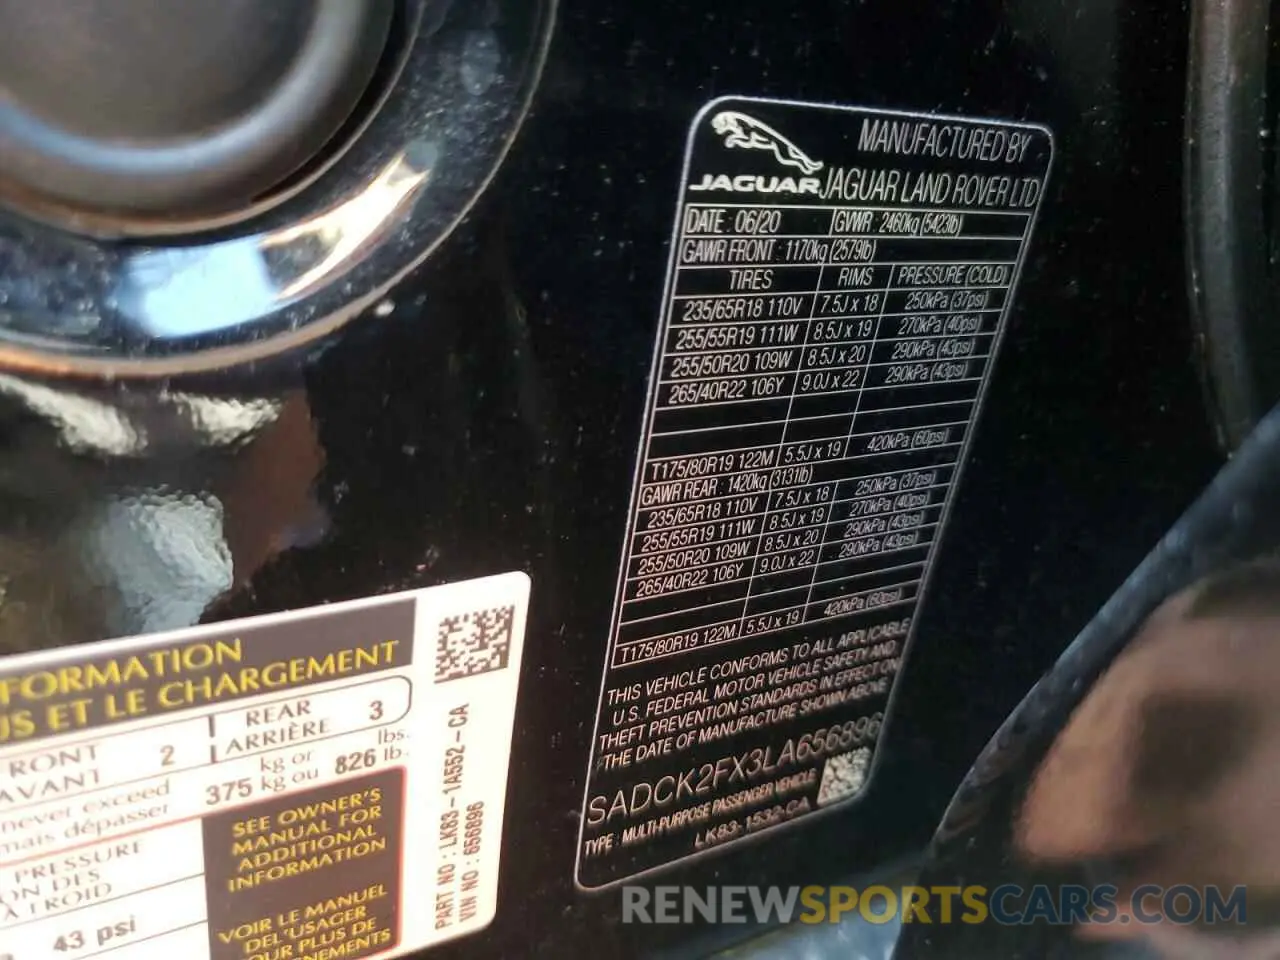 JAGUAR
MANUFACTURED BY
JAGUAR LAND ROVER LTD
DATE : 06/20 GVWR : 2460kg (5423lb)
GAWR FRONT : 1170kg (2579lb)
TIRES RIMS PRESSURE (COLD)
235/65R18 110V 7.5J x 18 250kPa (37psi)
255/55R19 111W 8.5J x 19 270kPa (40psi)
255/50R20 109W 8.5J x 20 290kPa (43psi)
265/40R22 106Y 9.0J x 22 290kPa (43psi)
T175/80R19 122M 5.5J x 19 420kPa (60psi)
GAWR REAR : 1420kg (3131lb)
235/65R18 110V 7.5J x 18 250kPa (37psi)
255/55R19 111W 8.5J x 19 270kPa (40psi)
255/50R20 109W 8.5J x 20 290kPa (43psi)
265/40R22 106Y 9.0J x 22 290kPa (43psi)
T175/80R19 122M 5.5J x 19 420kPa (60psi)
THIS VEHICLE CONFORMS TO ALL APPLICABLE
U.S. FEDERAL MOTOR VEHICLE SAFETY AND
THEFT PREVENTION STANDARDS IN EFFECT ON
THE DATE OF MANUFACTURE SHOWN ABOVE
SADCK2FX3LA656896
TYPE : MULTI-PURPOSE PASSENGER VEHICLE
LK83-1532-CA
FORMATION
US ET LE CHARGEMENT
FRONT 2 REAR 3
AVANT ARRIÈRE
never exceed 375 kg or 826 lbs.
mais dépasser kg ou lb.
PRESSURE
ON DES
À FROID
43 psi
SEE OWNER'S
MANUAL FOR
ADDITIONAL
INFORMATION
VOIR LE MANUEL
DE L'USAGER
OUR PLUS DE
NEMENTS
PART NO : LK83-1A552-CA
VIN NO : 656896
RENEWSPORTSCARS.COM